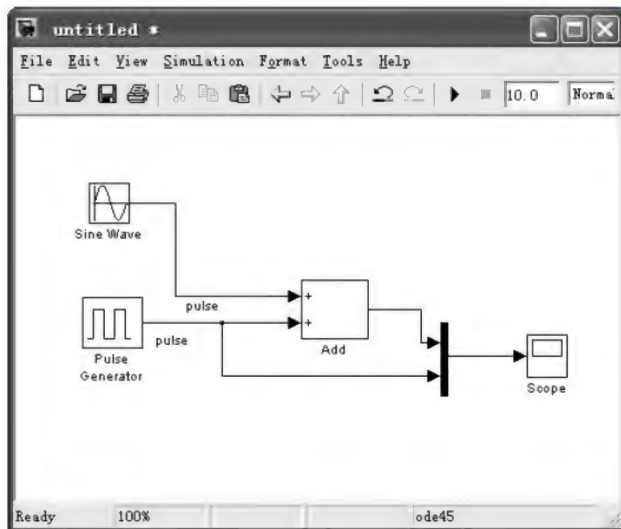 untitled *
File Edit View Simulation Format Tools Help
10.0 Norma
Sine Wave
pulse
+
+
pulse
Add
Pulse
Generator
Scope
Ready 100% ode45